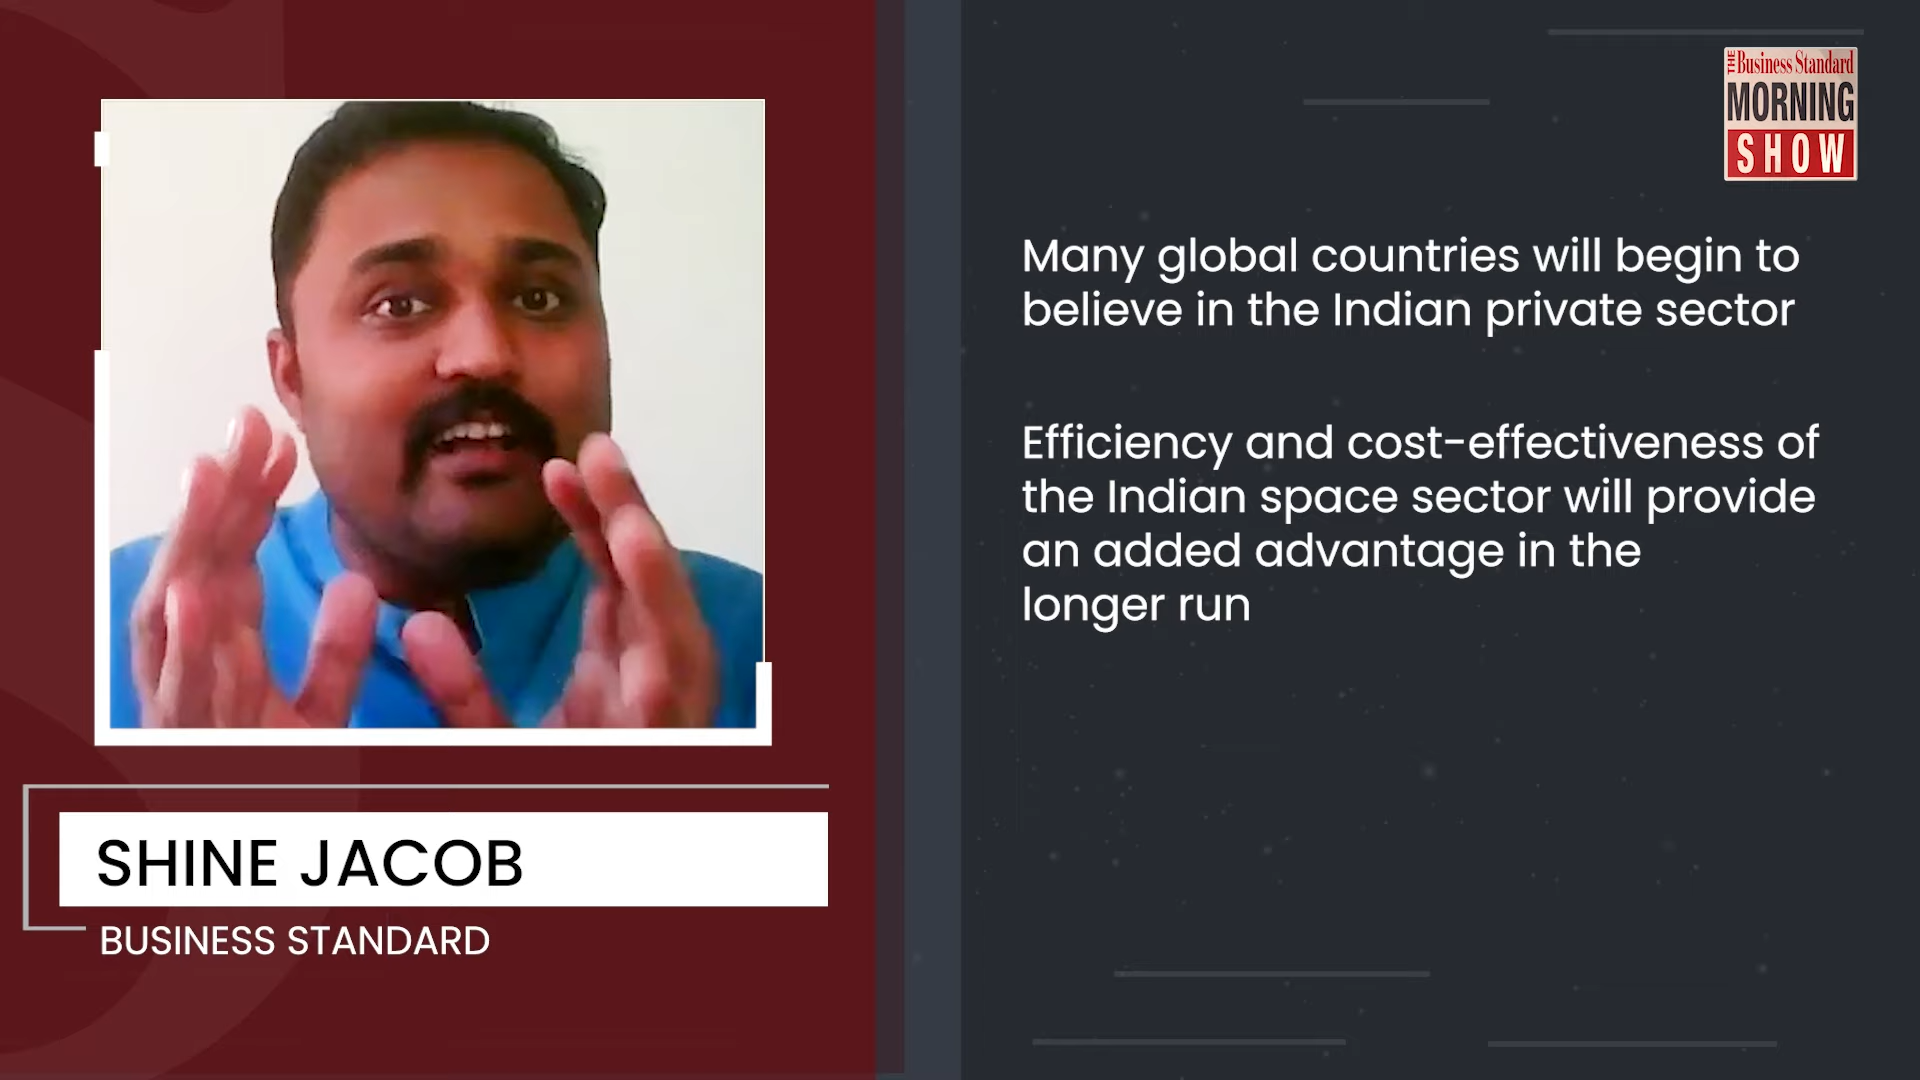 THE Business Standard
MORNING
SHOW
Many global countries will begin to
believe in the Indian private sector
Efficiency and cost-effectiveness of
the Indian space sector will provide
an added advantage in the
longer run
SHINE JACOB
BUSINESS STANDARD